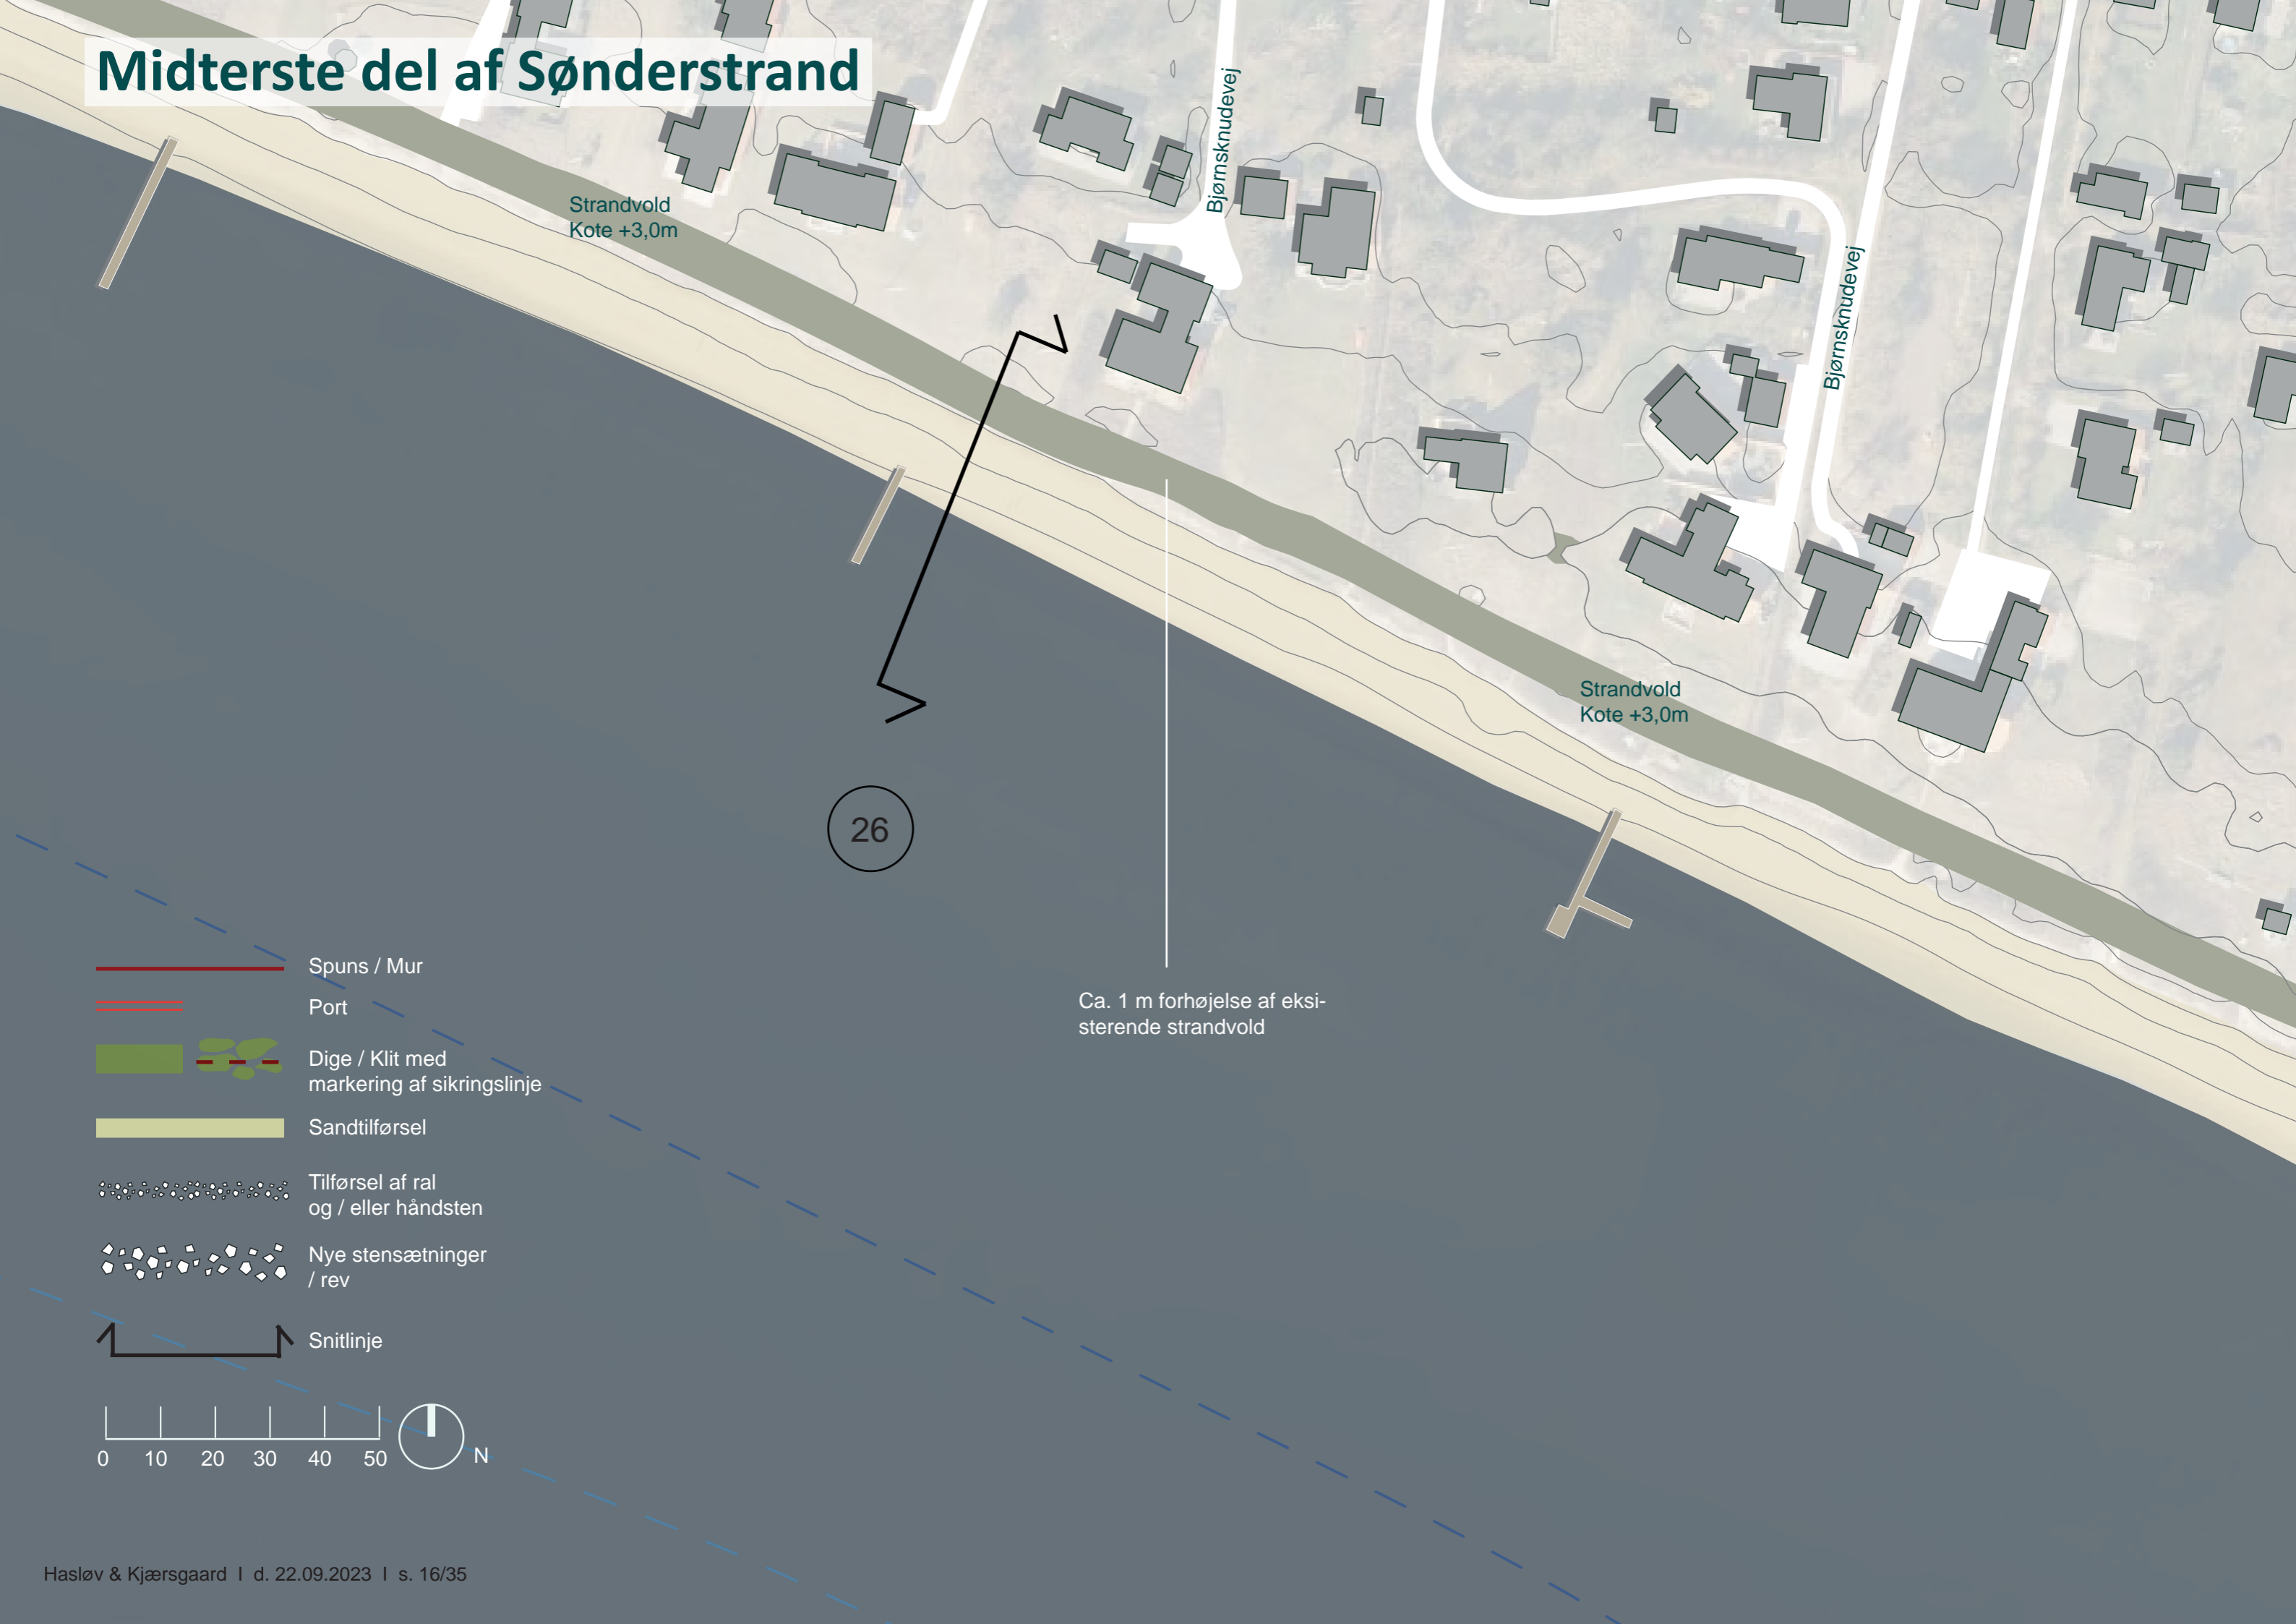 Midterste del af Sønderstrand
Bjørnsknudevej
Strandvold
Kote +3,0m
Bjørnsknudevej
Strandvold
Kote +3,0m
26
Ca. 1 m forhøjelse af eksi-
sterende strandvold
Spuns / Mur
Port
Dige / Klit med
markering af sikringslinje
Sandtilførsel
Tilførsel af ral
og / eller håndsten
Nye stensætninger
/ rev
Snitlinje
0 10 20 30 40 50 N
Hasløv & Kjærsgaard I d. 22.09.2023 I s. 16/35